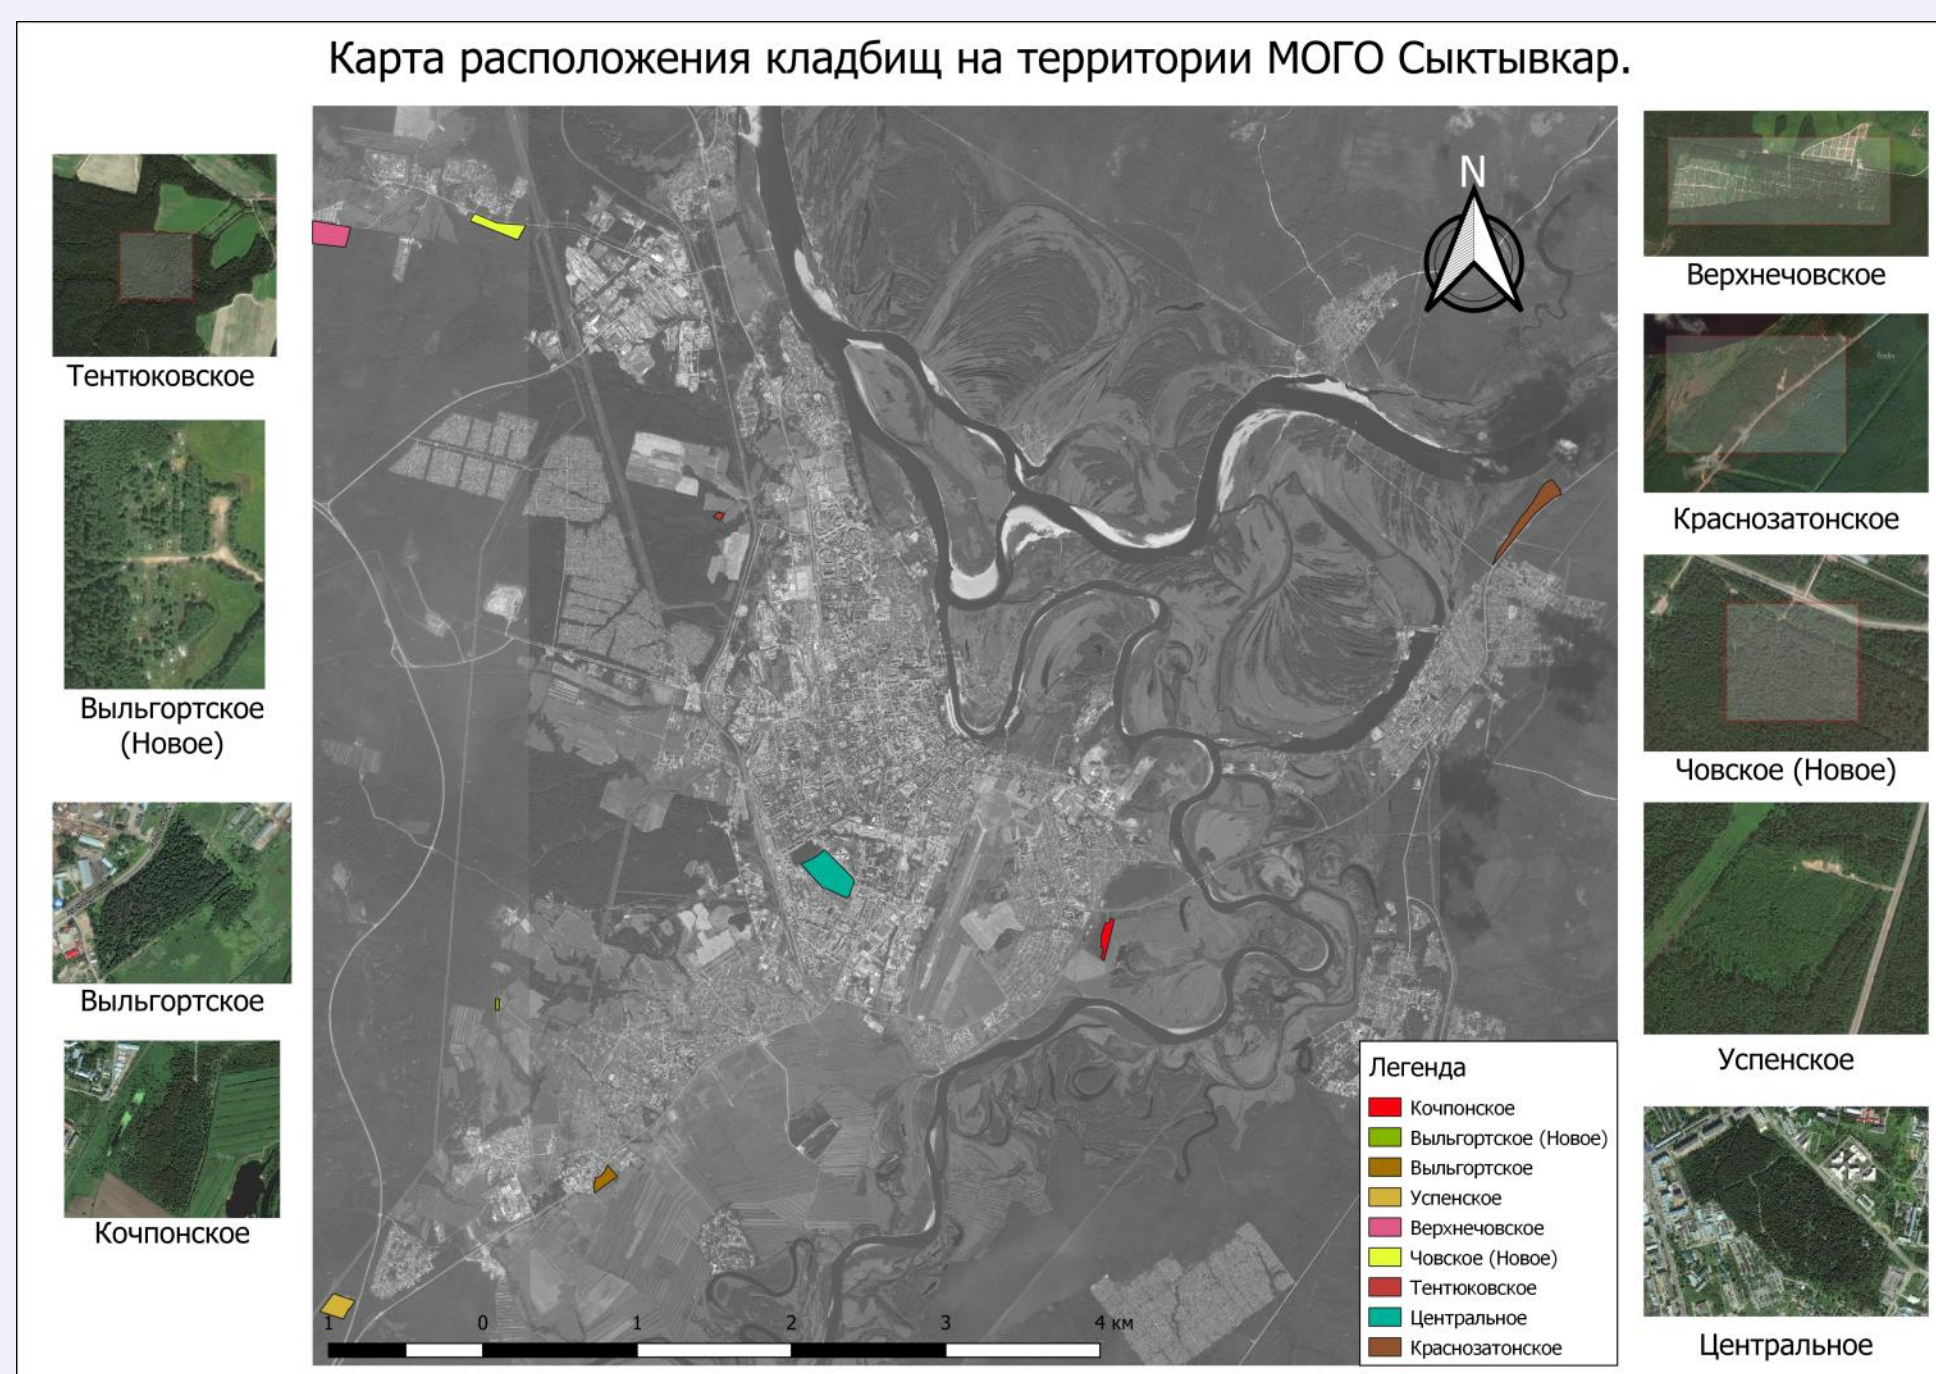 Карта расположения кладбищ на территории МОГО Сыктывкар.
N
Тентюковское
Выльгортское
(Новое)
Выльгортское
Кочпонское
Верхнечовское
Краснозатонское
Човское (Новое)
Успенское
Центральное
Легенда
Кочпонское
Выльгортское (Новое)
Выльгортское
Успенское
Верхнечовское
Човское (Новое)
Тентюковское
Центральное
Краснозатонское
1 0 1 2 3 4 км